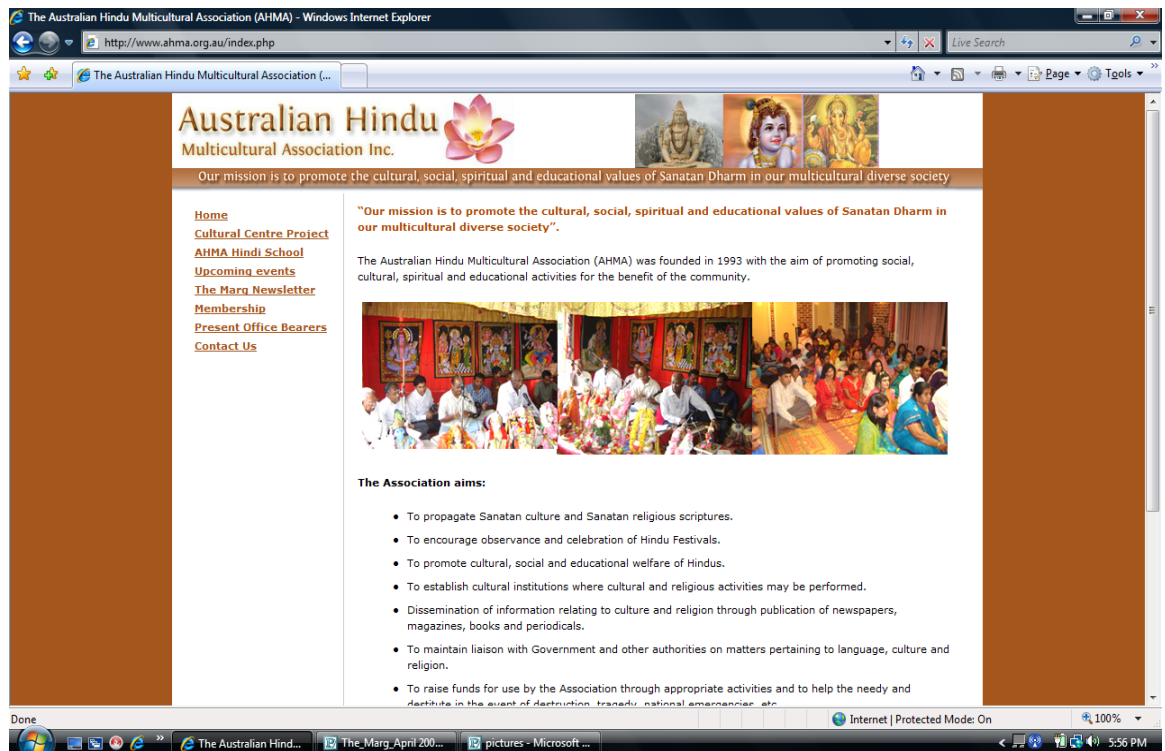 The Australian Hindu Multicultural Association (AHMA) - Windows Internet Explorer
http://www.ahma.org.au/index.php
Live Search
The Australian Hindu Multicultural Association (...
Page
Tools
Australian Hindu
Multicultural Association Inc.
Our mission is to promote the cultural, social, spiritual and educational values of Sanatan Dharm in our multicultural diverse society
Home
Cultural Centre Project
AHMA Hindi School
Upcoming events
The Marg Newsletter
Membership
Present Office Bearers
Contact Us
"Our mission is to promote the cultural, social, spiritual and educational values of Sanatan Dharm in
our multicultural diverse society".
The Australian Hindu Multicultural Association (AHMA) was founded in 1993 with the aim of promoting social,
cultural, spiritual and educational activities for the benefit of the community.
The Association aims:
• To propagate Sanatan culture and Sanatan religious scriptures.
• To encourage observance and celebration of Hindu Festivals.
• To promote cultural, social and educational welfare of Hindus.
• To establish cultural institutions where cultural and religious activities may be performed.
• Dissemination of information relating to culture and religion through publication of newspapers,
magazines, books and periodicals.
• To maintain liaison with Government and other authorities on matters pertaining to language, culture and
religion.
• To raise funds for use by the Association through appropriate activities and to help the needy and
destitute in the event of destruction, tragedy, national emergencies, etc
Done
Internet | Protected Mode: On
100%
The Australian Hind...
The_Marg_April 200...
pictures - Microsoft ...
5:56 PM